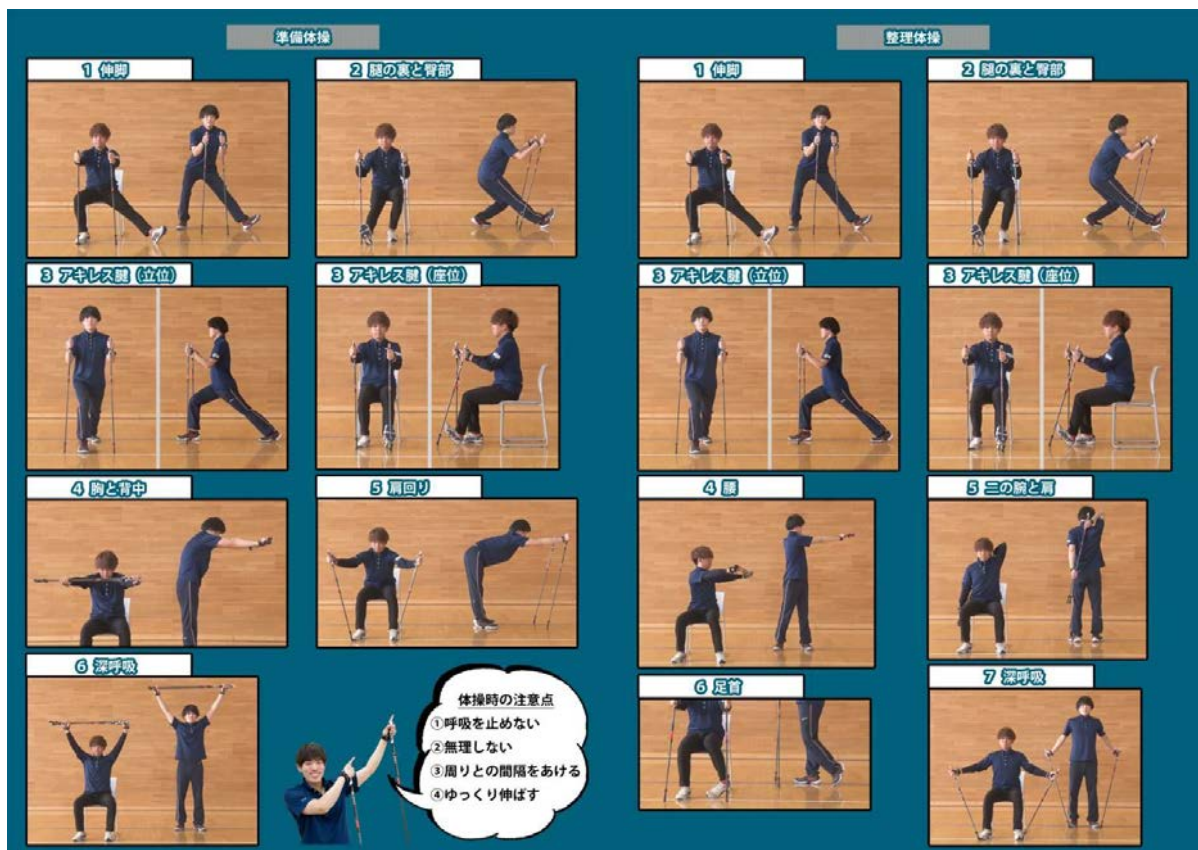 準備体操
1 伸脚
2 腿の裏と臀部
3 アキレス腱(立位)
3 アキレス腱(座位)
4 胸と背中
5 肩回り
6 深呼吸
体操時の注意点
①呼吸を止めない
②無理しない
③周りとの間隔をあける
④ゆっくり伸ばす
整理体操
1 伸脚
2 腿の裏と臀部
3 アキレス腱(立位)
3 アキレス腱(座位)
4 腰
5 二の腕と肩
6 足首
7 深呼吸